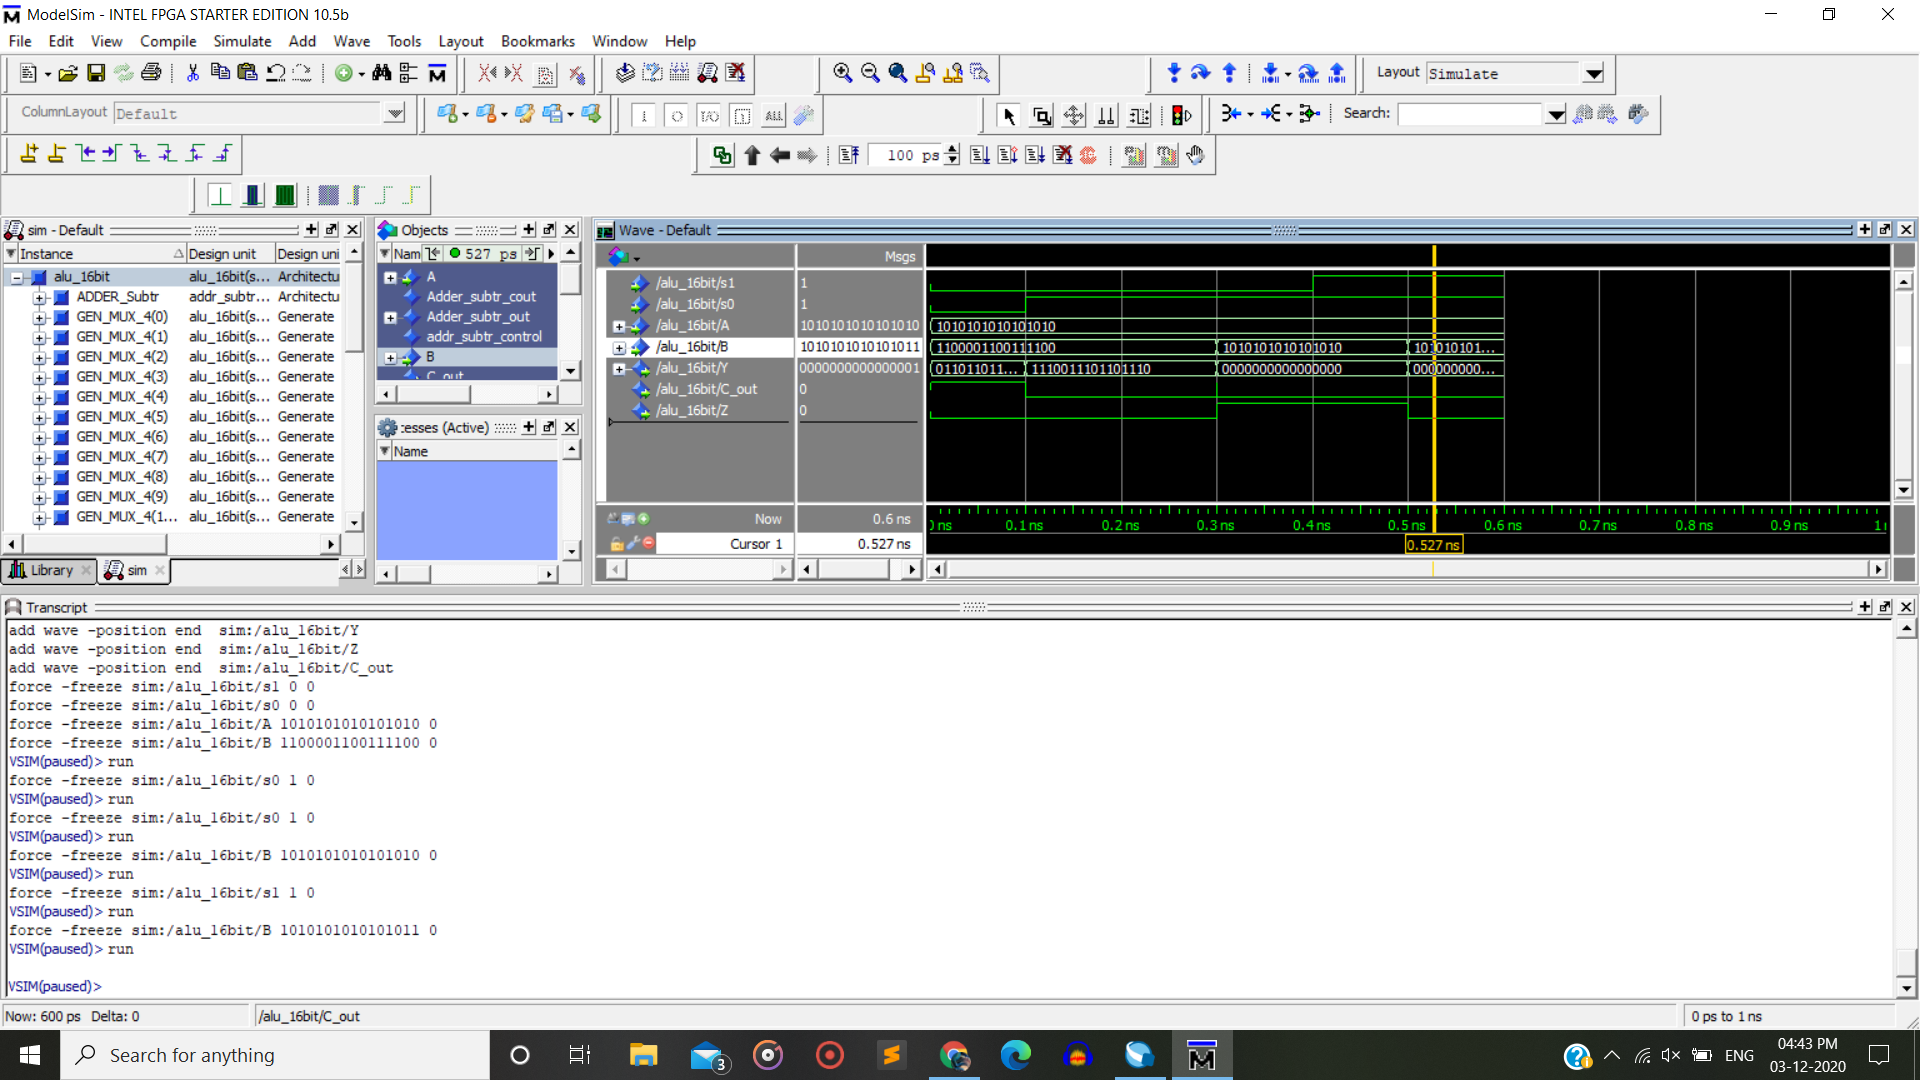 ModelSim - INTEL FPGA STARTER EDITION 10.5b
File Edit View Compile Simulate Add Wave Tools Layout Bookmarks Window Help
Layout Simulate
ColumnLayout Default
ALL
Search:
100 ps
sim - Default
Instance Design unit Design uni
alu_16bit alu_16bit(s... Architectu
ADDER_Subtr addr_subtr... Architectu
GEN_MUX_4(0) alu_16bit(s... Generate
GEN_MUX_4(1) alu_16bit(s... Generate
GEN_MUX_4(2) alu_16bit(s... Generate
GEN_MUX_4(3) alu_16bit(s... Generate
GEN_MUX_4(4) alu_16bit(s... Generate
GEN_MUX_4(5) alu_16bit(s... Generate
GEN_MUX_4(6) alu_16bit(s... Generate
GEN_MUX_4(7) alu_16bit(s... Generate
GEN_MUX_4(8) alu_16bit(s... Generate
GEN_MUX_4(9) alu_16bit(s... Generate
GEN_MUX_4(1... alu_16bit(s... Generate
Library sim
Objects
Nam 527 ps
A
Adder_subtr_cout
Adder_subtr_out
addr_subtr_control
B
C_out
:esses (Active)
Name
Wave - Default
Msgs
/alu_16bit/s1 1
/alu_16bit/s0 1
/alu_16bit/A 1010101010101010 1010101010101010
/alu_16bit/B 1010101010101011 1100001100111100 1010101010101010 101010101...
/alu_16bit/Y 0000000000000001 011011011... 1110011101101110 0000000000000000 000000000...
/alu_16bit/C_out 0
/alu_16bit/Z 0
Now 0.6 ns
ns 0.1 ns 0.2 ns 0.3 ns 0.4 ns 0.5 ns 0.6 ns 0.7 ns 0.8 ns 0.9 ns 1
Cursor 1 0.527 ns 0.527 ns
Transcript
add wave -position end  sim:/alu_16bit/Y
add wave -position end  sim:/alu_16bit/Z
add wave -position end  sim:/alu_16bit/C_out
force -freeze sim:/alu_16bit/s1 0 0
force -freeze sim:/alu_16bit/s0 0 0
force -freeze sim:/alu_16bit/A 1010101010101010 0
force -freeze sim:/alu_16bit/B 1100001100111100 0
VSIM(paused)> run
force -freeze sim:/alu_16bit/s0 1 0
VSIM(paused)> run
force -freeze sim:/alu_16bit/s0 1 0
VSIM(paused)> run
force -freeze sim:/alu_16bit/B 1010101010101010 0
VSIM(paused)> run
force -freeze sim:/alu_16bit/s1 1 0
VSIM(paused)> run
force -freeze sim:/alu_16bit/B 1010101010101011 0
VSIM(paused)> run
VSIM(paused)>
Now: 600 ps Delta: 0 /alu_16bit/C_out 0 ps to 1 ns
Search for anything
3
ENG
04:43 PM
03-12-2020